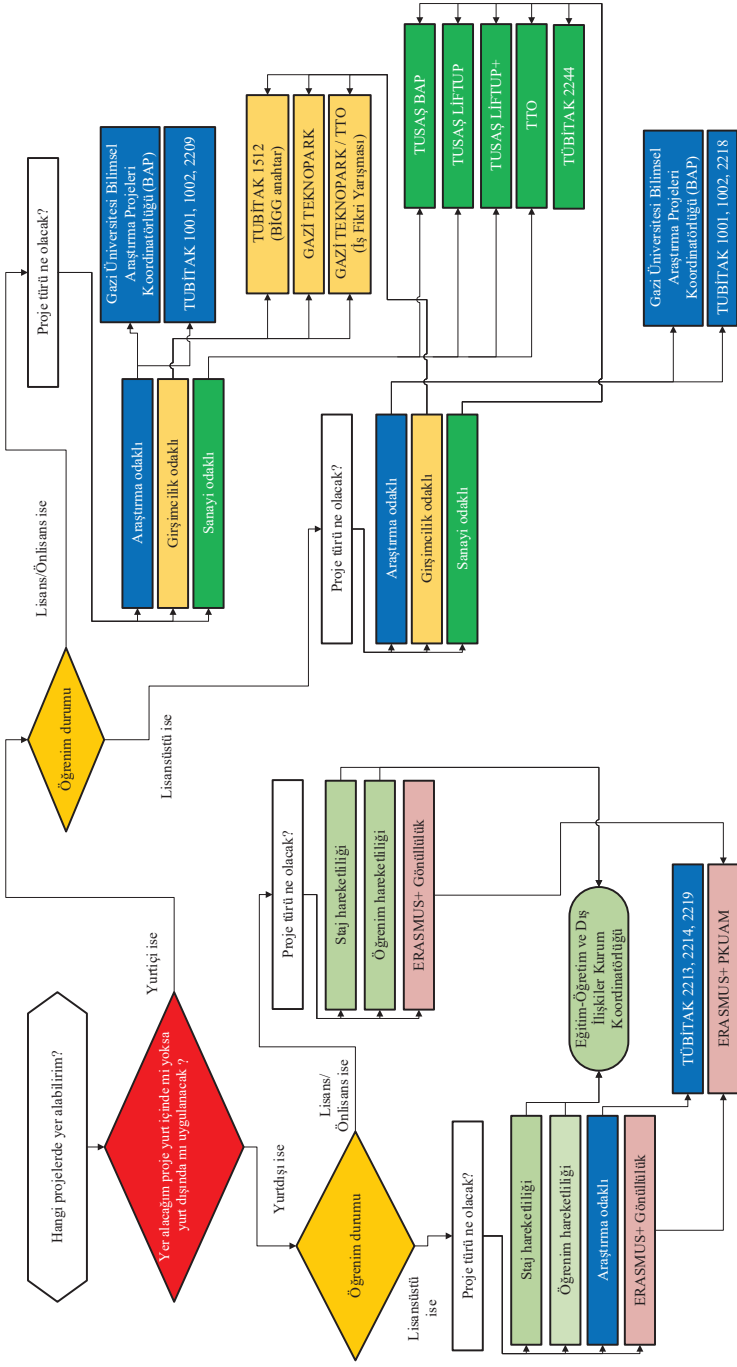 Hangi projelerde yer alabilirim?
Yer alacağım proje yurt içinde mi yoksa
yurt dışında mı uygulanacak ?
Yurtiçi ise
Yurtdışı ise
Öğrenim durumu
Lisans/Önlisans ise
Lisansüstü ise
Proje türü ne olacak?
Araştırma odaklı
Girşimcilik odaklı
Sanayi odaklı
Gazi Üniversitesi Bilimsel
Araştırma Projeleri
Koordinatörlüğü (BAP)
TUBİTAK 1001, 1002, 2209
TUBİTAK 1512
(BİGG anahtar)
GAZİ TEKNOPARK
GAZİ TEKNOPARK / TTO
(İş Fikri Yarışması)
TUSAŞ BAP
TUSAŞ LİFTUP
TUSAŞ LİFTUP+
TTO
TÜBİTAK 2244
Proje türü ne olacak?
Araştırma odaklı
Girşimcilik odaklı
Sanayi odaklı
Gazi Üniversitesi Bilimsel
Araştırma Projeleri
Koordinatörlüğü (BAP)
TUBİTAK 1001, 1002, 2218
Öğrenim durumu
Lisans/
Önlisans ise
Lisansüstü
ise
Proje türü ne olacak?
Staj hareketliliği
Öğrenim hareketliliği
ERASMUS+ Gönüllülük
Proje türü ne olacak?
Staj hareketliliği
Öğrenim hareketliliği
Araştırma odaklı
ERASMUS+ Gönüllülük
Eğitim-Öğretim ve Dış
İlişkiler Kurum
Koordinatörlüğü
TÜBİTAK 2213, 2214, 2219
ERASMUS+ PKUAM